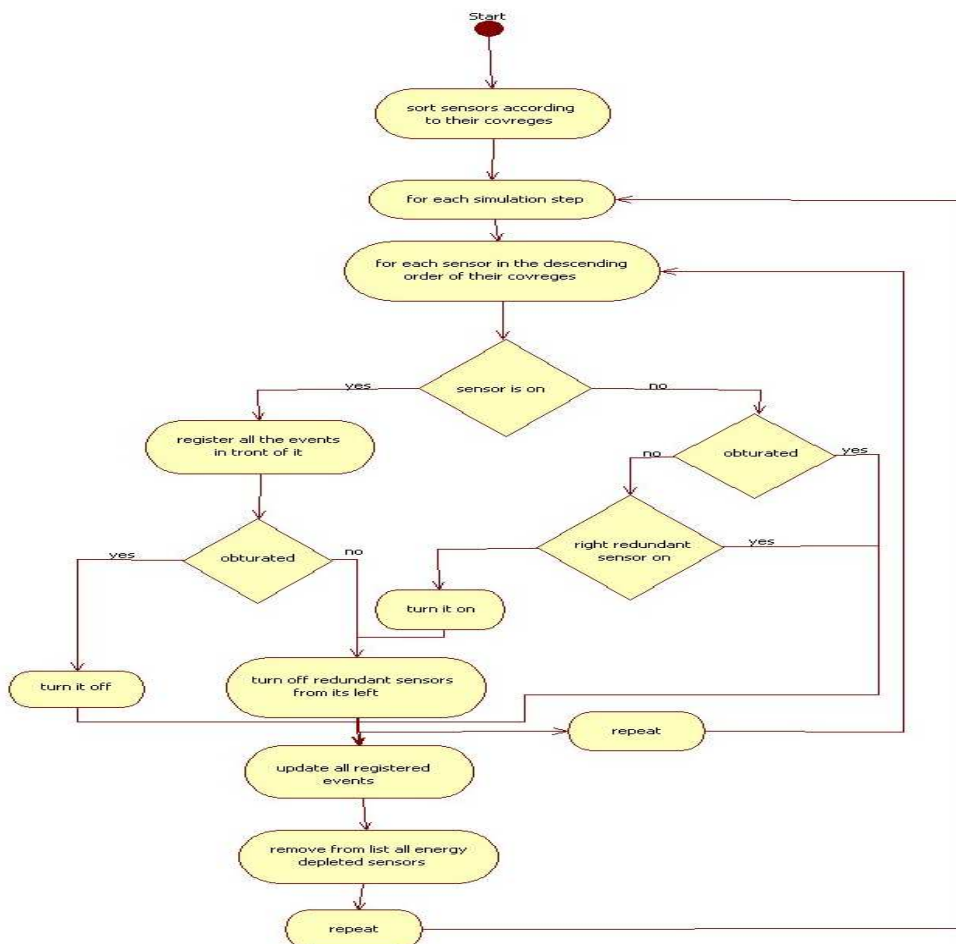 Start
sort sensors according
to their covreges
for each simulation step
for each sensor in the descending
order of their covreges
sensor is on
yes
no
register all the events
in tront of it
obturated
yes
no
right redundant
sensor on
yes
obturated
yes
no
turn it on
turn it off
turn off redundant sensors
from its left
repeat
update all registered
events
remove from list all energy
depleted sensors
repeat